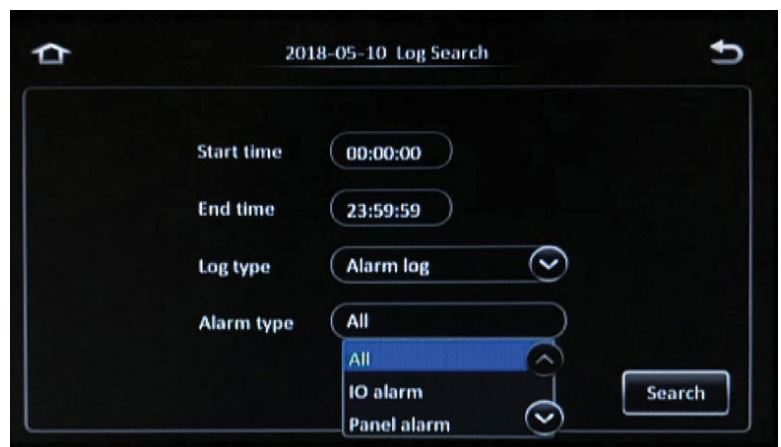 2018-05-10 Log Search
Start time 00:00:00
End time 23:59:59
Log type Alarm log
Alarm type All
All
IO alarm
Search
Panel alarm